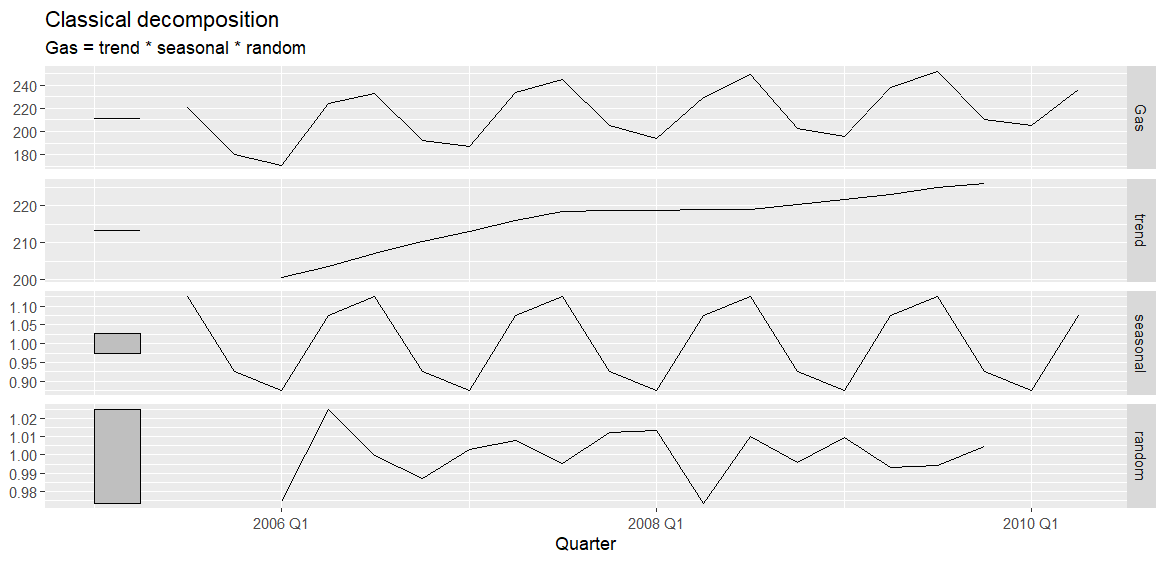 Classical decomposition
Gas = trend * seasonal * random
240
220
200
180
Gas
220
210
200
trend
1.10
1.05
1.00
0.95
0.90
seasonal
1.02
1.01
1.00
0.99
0.98
random
2006 Q1 2008 Q1 2010 Q1
Quarter